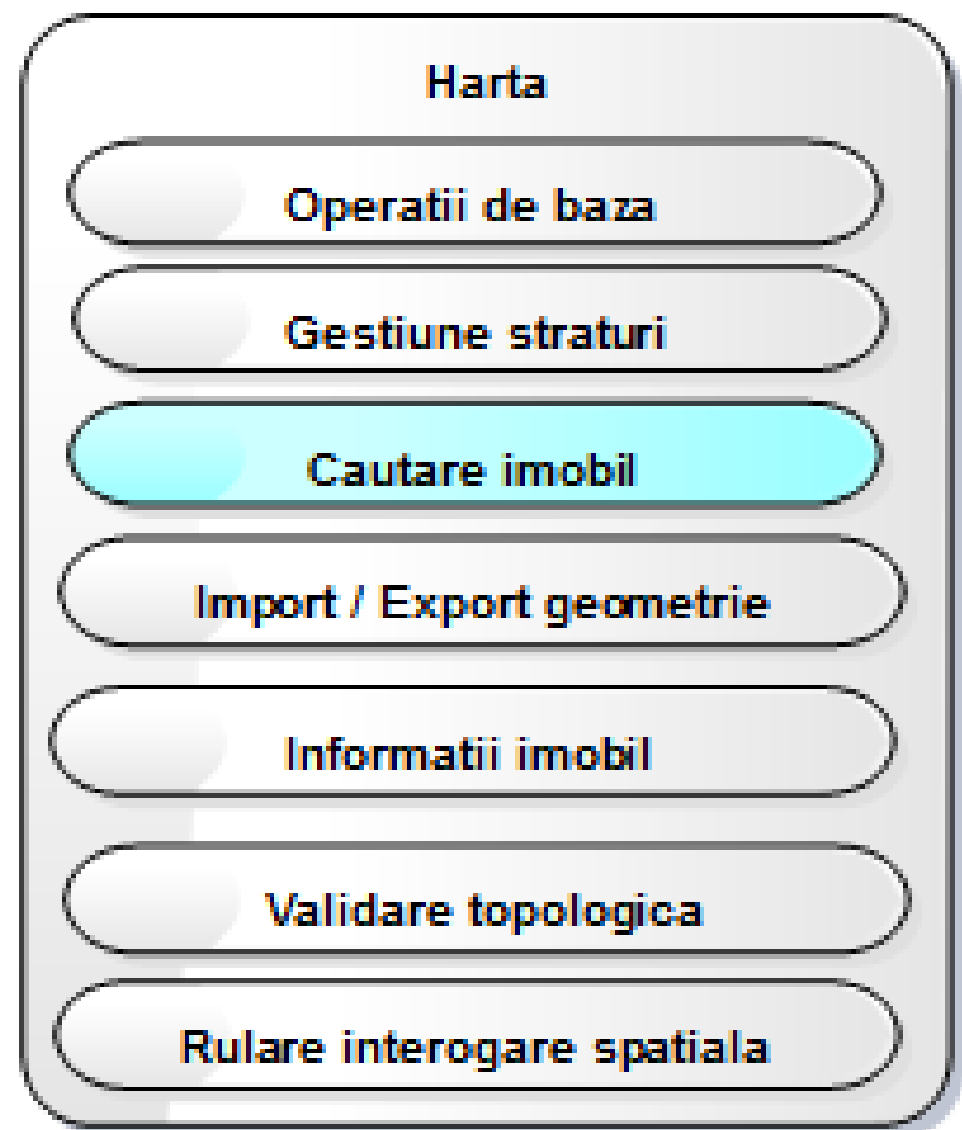 Harta
Operatii de baza
Gestiune straturi
Cautare imobil
Import / Export geometrie
Informatii imobil
Validare topologica
Rulare interogare spatiala